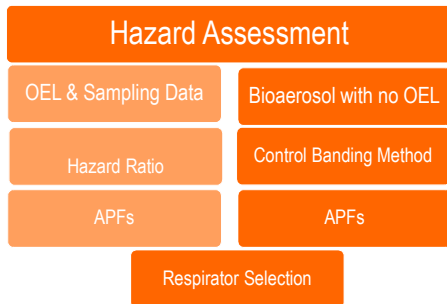 Hazard Assessment
OEL & Sampling Data
Bioaerosol with no OEL
Hazard Ratio
Control Banding Method
APFs
APFs
Respirator Selection